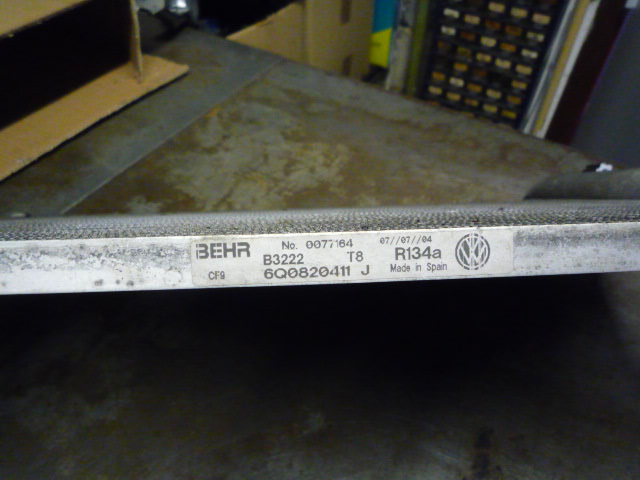 BEHR No. 0077164 07//07//04
B3222 T8 R134a
CF9 6Q0820411 J Made in Spain